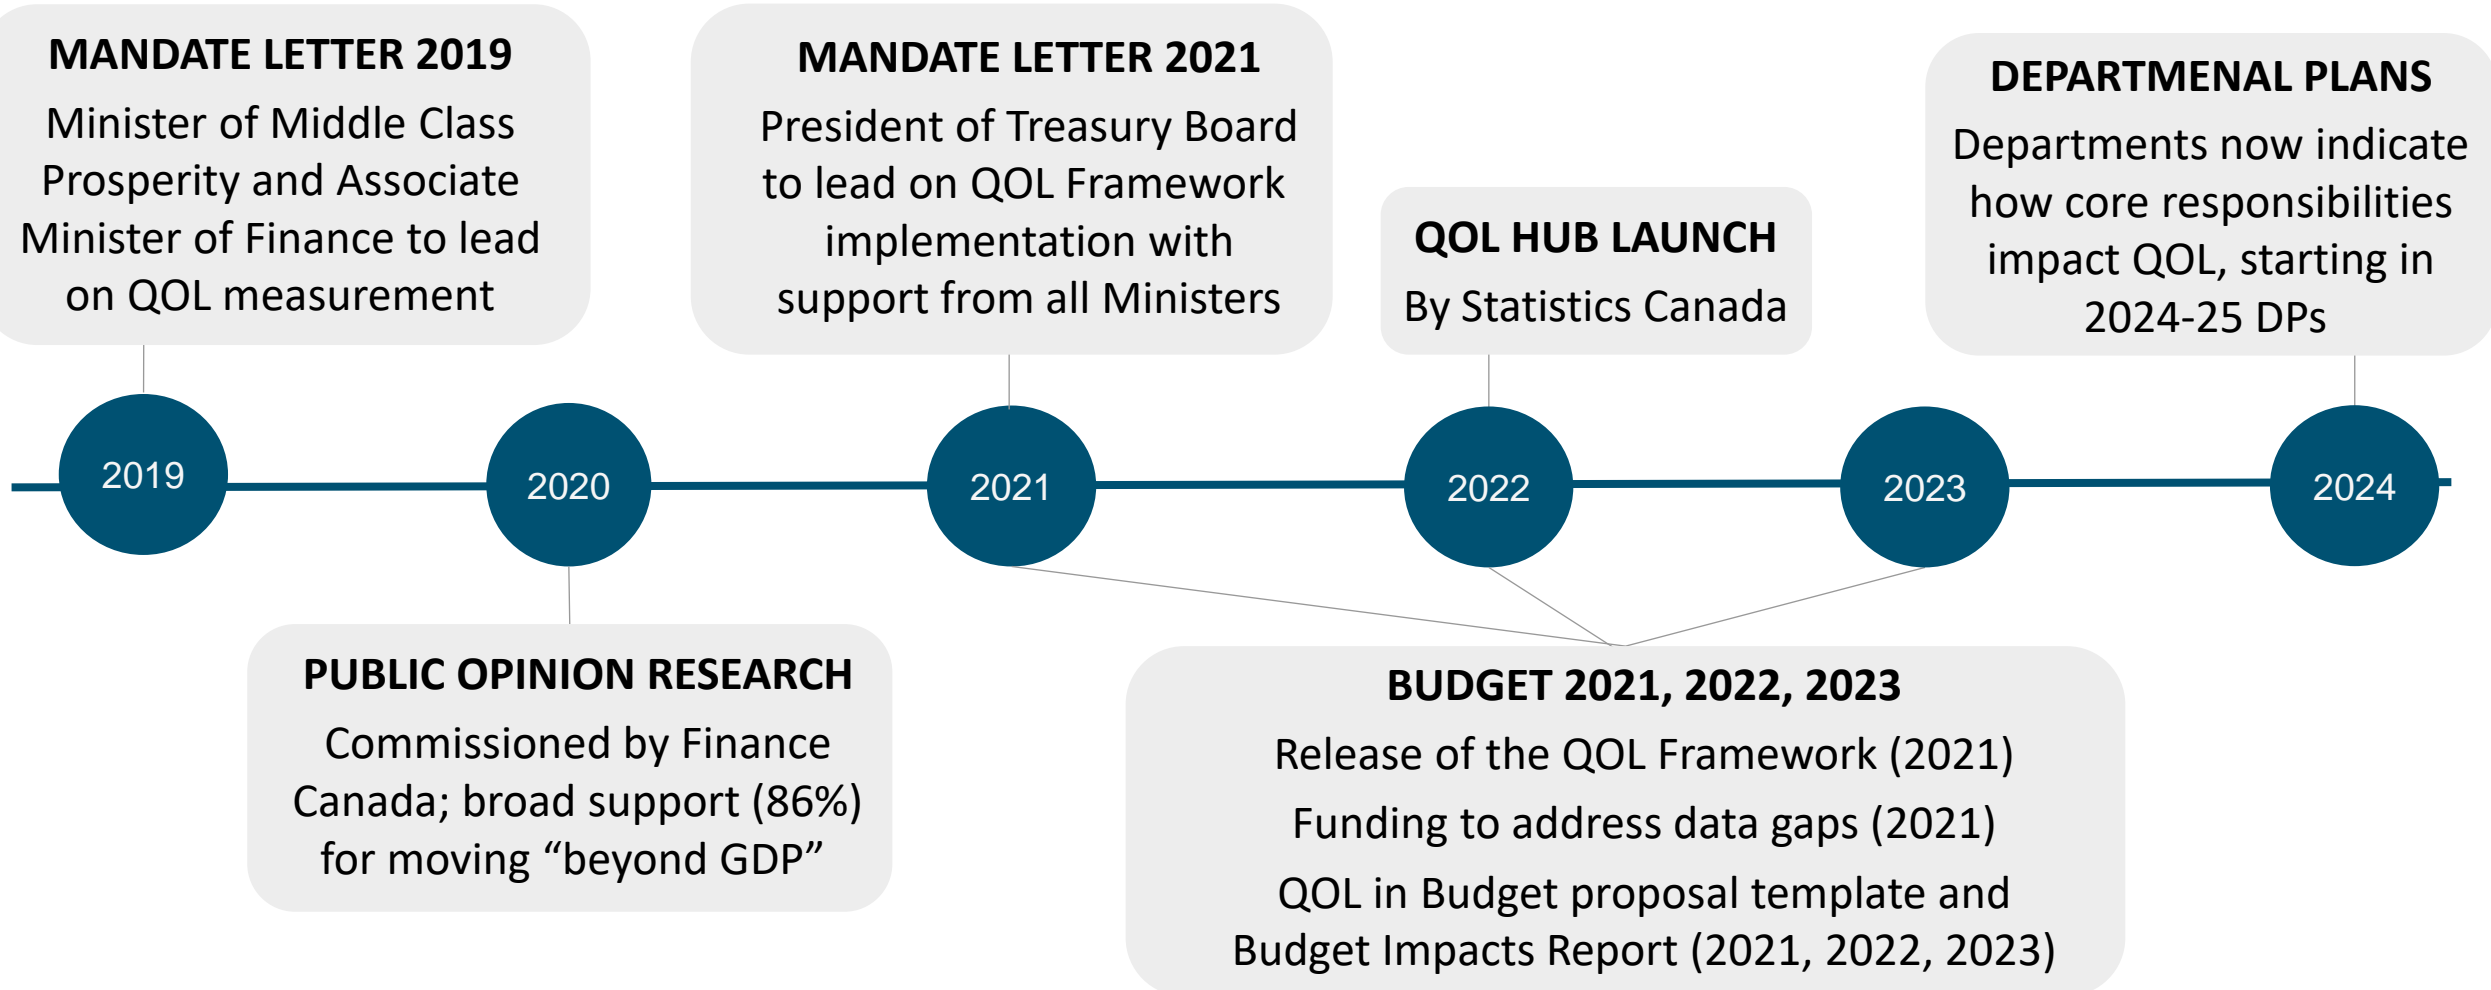 MANDATE LETTER 2019
Minister of Middle Class
Prosperity and Associate
Minister of Finance to lead
on QOL measurement
MANDATE LETTER 2021
President of Treasury Board
to lead on QOL Framework
implementation with
support from all Ministers
QOL HUB LAUNCH
By Statistics Canada
DEPARTMENAL PLANS
Departments now indicate
how core responsibilities
impact QOL, starting in
2024-25 DPs
2019
2020
2021
2022
2023
2024
PUBLIC OPINION RESEARCH
Commissioned by Finance
Canada; broad support (86%)
for moving “beyond GDP”
BUDGET 2021, 2022, 2023
Release of the QOL Framework (2021)
Funding to address data gaps (2021)
QOL in Budget proposal template and
Budget Impacts Report (2021, 2022, 2023)